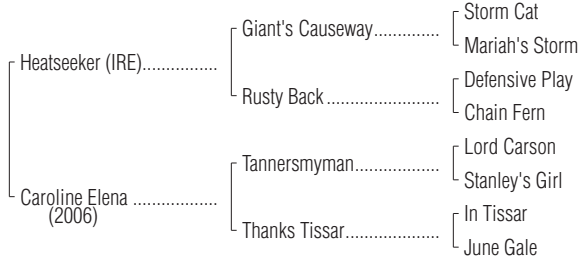 Storm Cat
Giant's Causeway..............
Mariah's Storm
Heatseeker (IRE)................
Defensive Play
Rusty Back ........................
Chain Fern
Lord Carson
Tannersmyman..................
Stanley's Girl
Caroline Elena ..................
(2006)
In Tissar
Thanks Tissar....................
June Gale